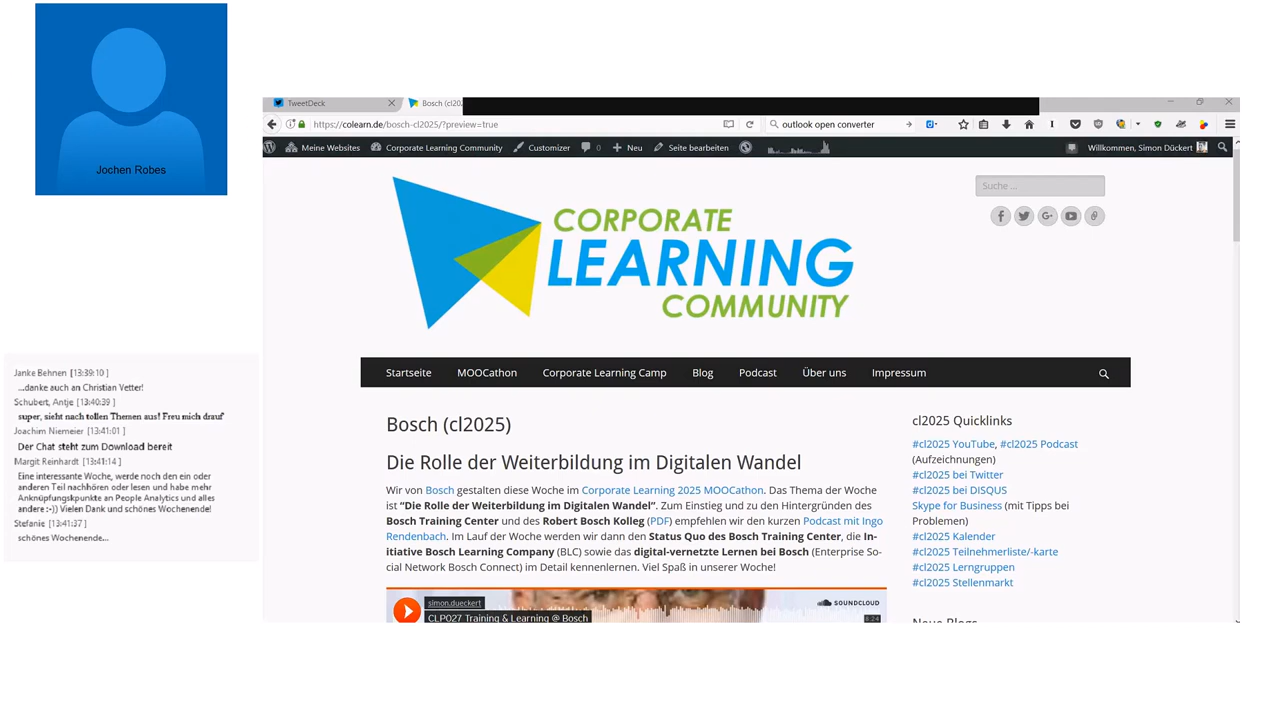 Jochen Robes
Janke Behnen [13:39:10 ]
...danke auch an Christian Vetter!
Schubert, Antje [13:40:39 ]
super, sieht nach tollen Themen aus! Freu mich drauf
Joachim Niemeier [13:41:01 ]
Der Chat steht zum Download bereit
Margit Reinhardt [13:41:14 ]
Eine interessante Woche, werde noch den ein oder
anderen Teil nachhören oder lesen und habe mehr
Anknüpfungskpunkte an People Analytics und alles
andere :-)) Vielen Dank und schönes Wochenende!
Stefanie [13:41:37 ]
schönes Wochenende...
TweetDeck
Bosch (cl202
https://colearn.de/bosch-cl2025/?preview=true
outlook open converter
Meine Websites
Corporate Learning Community
Customizer
0
Neu
Seite bearbeiten
Willkommen, Simon Dückert
CORPORATE
LEARNING
COMMUNITY
Suche ...
Startseite
MOOCathon
Corporate Learning Camp
Blog
Podcast
Über uns
Impressum
Bosch (cl2025)
Die Rolle der Weiterbildung im Digitalen Wandel
Wir von Bosch gestalten diese Woche im Corporate Learning 2025 MOOCathon. Das Thema der Woche
ist "Die Rolle der Weiterbildung im Digitalen Wandel". Zum Einstieg und zu den Hintergründen des
Bosch Training Center und des Robert Bosch Kolleg (PDF) empfehlen wir den kurzen Podcast mit Ingo
Rendenbach. Im Lauf der Woche werden wir dann den Status Quo des Bosch Training Center, die In-
itiative Bosch Learning Company (BLC) sowie das digital-vernetzte Lernen bei Bosch (Enterprise So-
cial Network Bosch Connect) im Detail kennenlernen. Viel Spaß in unserer Woche!
simon.dueckert
SOUNDCLOUD
CLP027 Training & Learning @ Bosch
8:24
cl2025 Quicklinks
#cl2025 YouTube, #cl2025 Podcast
(Aufzeichnungen)
#cl2025 bei Twitter
#cl2025 bei DISQUS
Skype for Business (mit Tipps bei
Problemen)
#cl2025 Kalender
#cl2025 Teilnehmerliste/-karte
#cl2025 Lerngruppen
#cl2025 Stellenmarkt
Neue Blogs